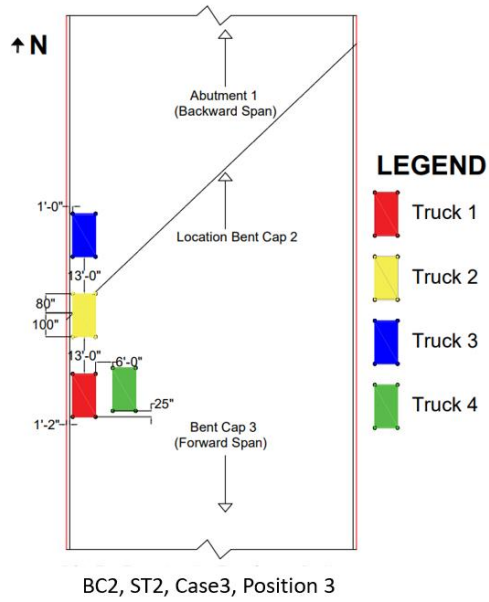 N
Abutment 1
(Backward Span)
LEGEND
Truck 1
1'-0"
Truck 2
Location Bent Cap 2
13'-0"
80"
100"
Truck 3
13'-0"
6'-0"
Truck 4
25"
1'-2"
Bent Cap 3
(Forward Span)
BC2, ST2, Case3, Position 3